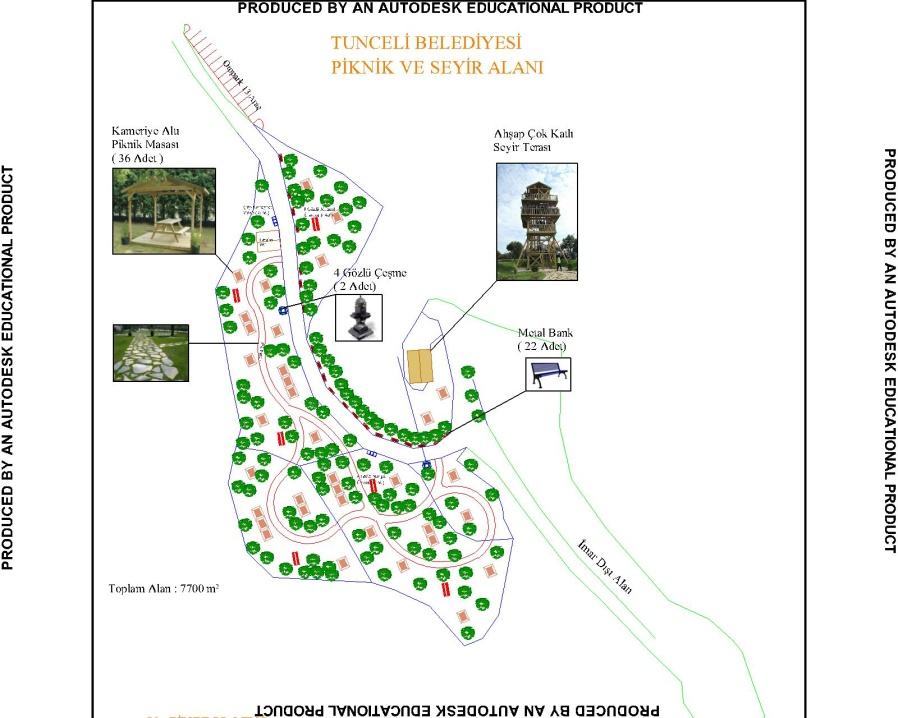 PRODUCED BY AN AUTODESK EDUCATIONAL PRODUCT
TUNCELİ BELEDİYESİ
PİKNİK VE SEYİR ALANI
Otopark 13 Araç
Kameriye Altı
Piknik Masası
( 36 Adet )
Ahşap Çok Katlı
Seyir Terası
4 Gözlü Çeşme
( 2 Adet)
Metal Bank
( 22 Adet)
İmar Dışı Alan
Toplam Alan : 7700 m²
PRODUCED BY AN AUTODESK EDUCATIONAL PRODUCT
PRODUCED BY AN AUTODESK EDUCATIONAL PRODUCT
PRODUCED BY AN AUTODESK EDUCATIONAL PRODUCT